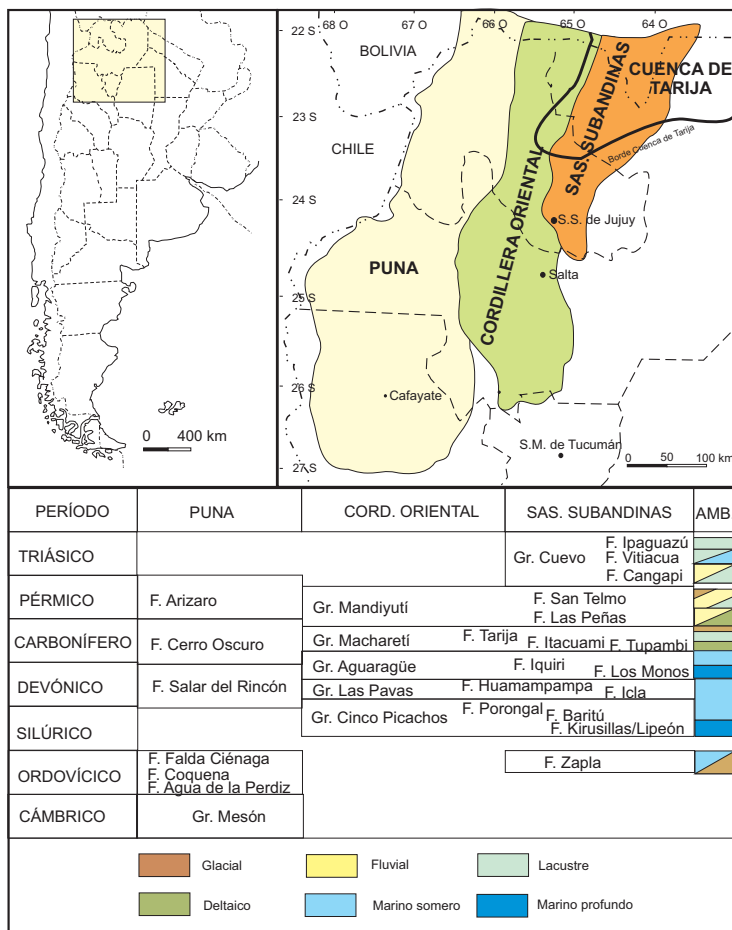 68 O 67 O 66 O 65 O 64 O
22 S
BOLIVIA
CUENCA DE
TARIJA
SAS. SUBANDINAS
23 S
CHILE
Borde Cuenca de Tarija
24 S
CORDILLERA ORIENTAL
S.S. de Jujuy
PUNA
Salta
25 S
26 S
Cafayate
S.M. de Tucumán
0 400 km
0 50 100 km
27 S
PERÍODO PUNA CORD. ORIENTAL SAS. SUBANDINAS AMB.
TRIÁSICO
Gr. Cuevo
F. Ipaguazú
F. Vitiacua
F. Cangapi
PÉRMICO
F. Arizaro
Gr. Mandiyutí
F. San Telmo
F. Las Peñas
CARBONÍFERO
F. Cerro Oscuro
Gr. Macharetí F. Tarija F. Itacuami F. Tupambi
Gr. Aguaragüe F. Iquiri F. Los Monos
DEVÓNICO
F. Salar del Rincón
Gr. Las Pavas F. Huamampampa F. Icla
Gr. Cinco Picachos F. Porongal F. Baritú
F. Kirusillas/Lipeón
SILÚRICO
ORDOVÍCICO
F. Falda Ciénaga
F. Coquena
F. Agua de la Perdiz
F. Zapla
CÁMBRICO
Gr. Mesón
Glacial Fluvial Lacustre
Deltaico Marino somero Marino profundo